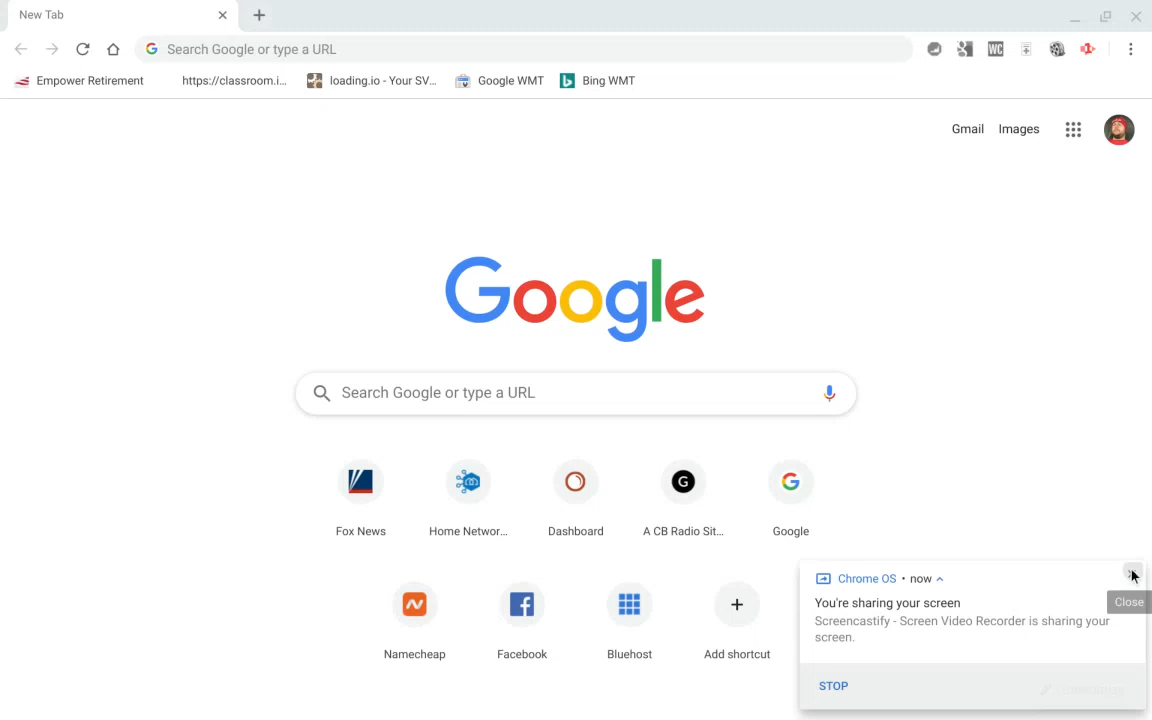 New Tab
Search Google or type a URL
Empower Retirement
https://classroom.i...
loading.io - Your SV...
Google WMT
Bing WMT
WC
Gmail
Images
Google
Search Google or type a URL
Fox News
Home Networ...
Dashboard
G
A CB Radio Sit...
Google
Namecheap
Facebook
Bluehost
Add shortcut
Chrome OS • now
Close
You're sharing your screen
Screencastify - Screen Video Recorder is sharing your
screen.
STOP